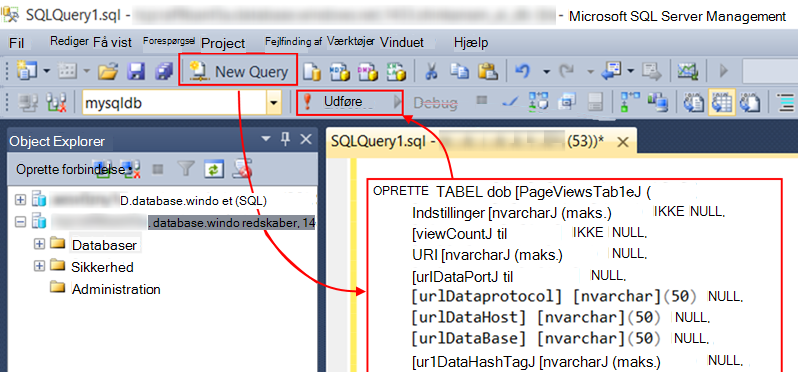 SQLQuery1.sql -
- Microsoft SQL Server Management
Fil Rediger Få vist Forespørgsel Project Fejlfinding af Værktøjer Vinduet Hjælp
New Query
mysqldb Udføre Debug
Object Explorer
SQLQuery1.sql - (53))*
Oprette forbindelse
D.database.windo et (SQL)
. database.windo redskaber, 14
Databaser
Sikkerhed
Administration
OPRETTE TABEL dob [PageViewsTab1eJ (
Indstillinger [nvarcharJ (maks.) IKKE NULL,
[viewCountJ til IKKE NULL,
URI [nvarcharJ (maks.) NULL,
[urlDataPortJ til NULL,
[urlDataprotocol] [nvarchar](50) NULL,
[urlDataHost] [nvarchar](50) NULL,
[urlDataBase] [nvarchar](50) NULL,
[ur1DataHashTagJ [nvarcharJ (maks.) NULL,